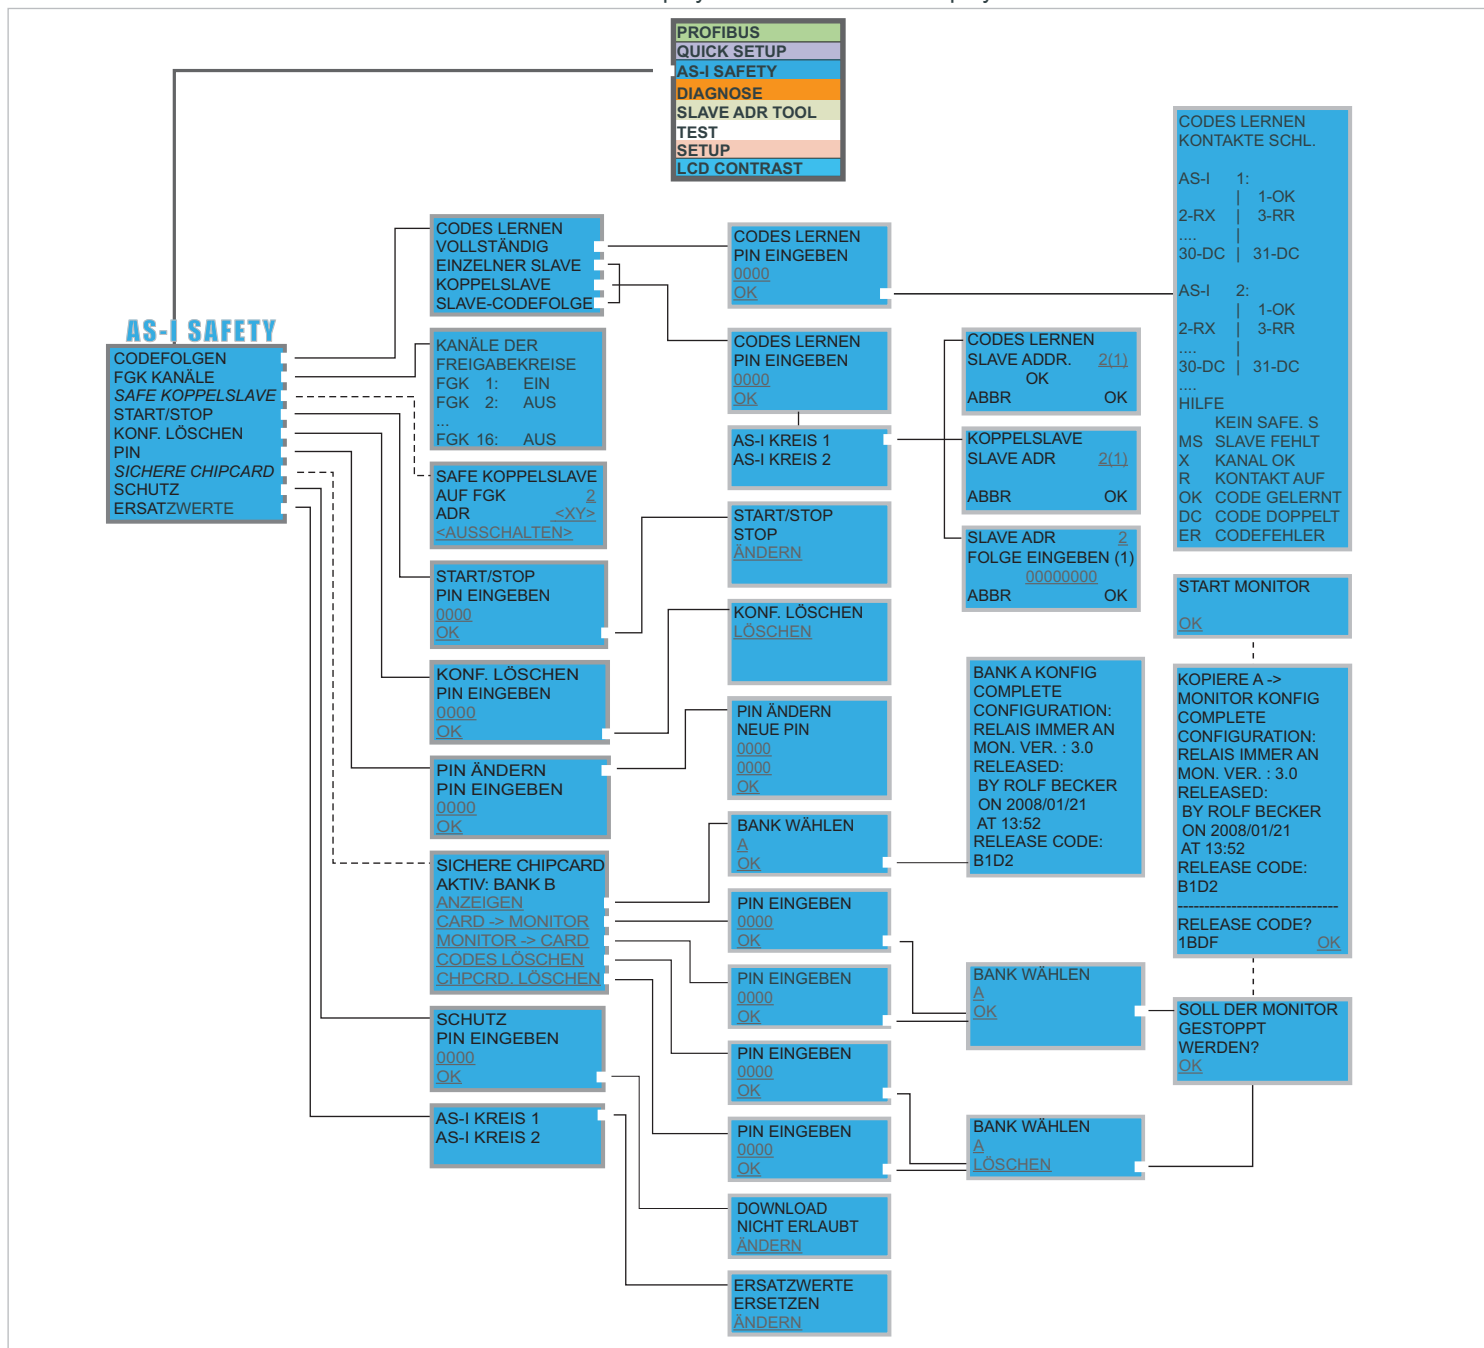 PROFIBUS
QUICK SETUP
AS-I SAFETY
DIAGNOSE
SLAVE ADR TOOL
TEST
SETUP
LCD CONTRAST
AS-I SAFETY
CODEFOLGEN
FGK KANÄLE
SAFE KOPPELSLAVE
START/STOP
KONF. LÖSCHEN
PIN
SICHERE CHIPCARD
SCHUTZ
ERSATZWERTE
CODES LERNEN
VOLLSTÄNDIG
EINZELNER SLAVE
KOPPELSLAVE
SLAVE-CODEFOLGE
KANÄLE DER
FREIGABEKREISE
FGK 1: EIN
FGK 2: AUS
...
FGK 16: AUS
SAFE KOPPELSLAVE
AUF FGK 2
ADR <XY>
<AUSSCHALTEN>
START/STOP
PIN EINGEBEN
0000
OK
KONF. LÖSCHEN
PIN EINGEBEN
0000
OK
PIN ÄNDERN
PIN EINGEBEN
0000
OK
SICHERE CHIPCARD
AKTIV: BANK B
ANZEIGEN
CARD -> MONITOR
MONITOR -> CARD
CODES LÖSCHEN
CHPCRD. LÖSCHEN
SCHUTZ
PIN EINGEBEN
0000
OK
AS-I KREIS 1
AS-I KREIS 2
CODES LERNEN
PIN EINGEBEN
0000
OK
CODES LERNEN
PIN EINGEBEN
0000
OK
AS-I KREIS 1
AS-I KREIS 2
START/STOP
STOP
ÄNDERN
KONF. LÖSCHEN
LÖSCHEN
PIN ÄNDERN
NEUE PIN
0000
0000
OK
BANK WÄHLEN
A
OK
PIN EINGEBEN
0000
OK
PIN EINGEBEN
0000
OK
PIN EINGEBEN
0000
OK
PIN EINGEBEN
0000
OK
DOWNLOAD
NICHT ERLAUBT
ÄNDERN
ERSATZWERTE
ERSETZEN
ÄNDERN
CODES LERNEN
SLAVE ADDR. 2(1)
OK
ABBR OK
KOPPELSLAVE
SLAVE ADR 2(1)
ABBR OK
SLAVE ADR 2
FOLGE EINGEBEN (1)
00000000
ABBR OK
BANK A KONFIG
COMPLETE
CONFIGURATION:
RELAIS IMMER AN
MON. VER. : 3.0
RELEASED:
BY ROLF BECKER
ON 2008/01/21
AT 13:52
RELEASE CODE:
B1D2
BANK WÄHLEN
A
OK
BANK WÄHLEN
A
LÖSCHEN
CODES LERNEN
KONTAKTE SCHL.
AS-I 1:
| 1-OK
2-RX | 3-RR
.... |
30-DC | 31-DC
AS-I 2:
| 1-OK
2-RX | 3-RR
.... |
30-DC | 31-DC
....
HILFE
KEIN SAFE. S
MS SLAVE FEHLT
X KANAL OK
R KONTAKT AUF
OK CODE GELERNT
DC CODE DOPPELT
ER CODEFEHLER
START MONITOR
OK
KOPIERE A ->
MONITOR KONFIG
COMPLETE
CONFIGURATION:
RELAIS IMMER AN
MON. VER. : 3.0
RELEASED:
BY ROLF BECKER
ON 2008/01/21
AT 13:52
RELEASE CODE:
B1D2
------------------------------
RELEASE CODE?
1BDF OK
SOLL DER MONITOR
GESTOPPT
WERDEN?
OK